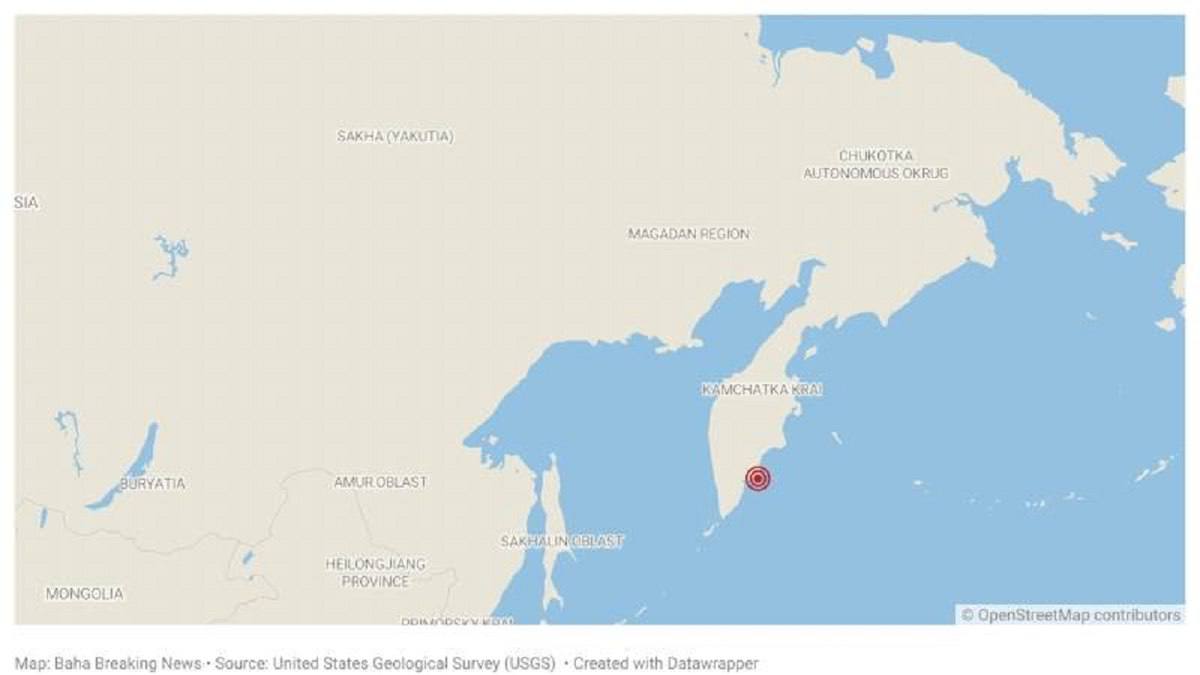 SAKHA (YAKUTIA)
CHUKOTKA
AUTONOMOUS OKRUG
SIA
MAGADAN REGION
KAMCHATKA KRAI
BURYATIA
AMUR OBLAST
SAKHALIN OBLAST
HEILONGJIANG
PROVINCE
MONGOLIA
PRIMORSKY KRAI
© OpenStreetMap contributors
Map: Baha Breaking News • Source: United States Geological Survey (USGS) • Created with Datawrapper